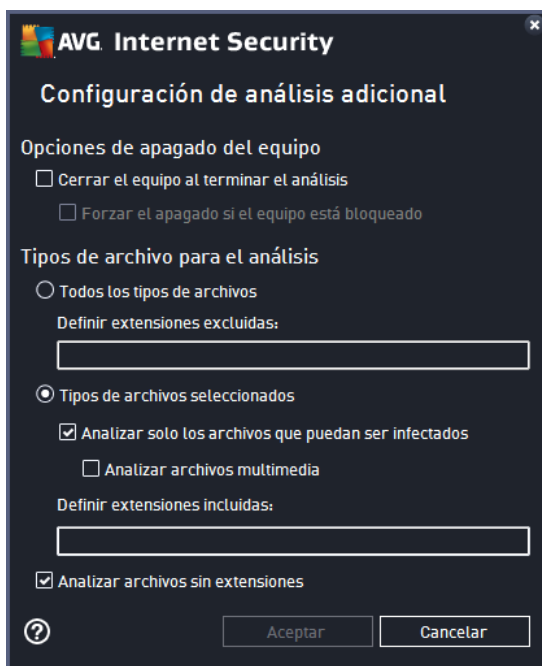 AVG. Internet Security
Configuración de análisis adicional
Opciones de apagado del equipo
Cerrar el equipo al terminar el análisis
Forzar el apagado si el equipo está bloqueado
Tipos de archivo para el análisis
Todos los tipos de archivos
Definir extensiones excluidas:
Tipos de archivos seleccionados
Analizar solo los archivos que puedan ser infectados
Analizar archivos multimedia
Definir extensiones incluidas:
Analizar archivos sin extensiones
Aceptar
Cancelar